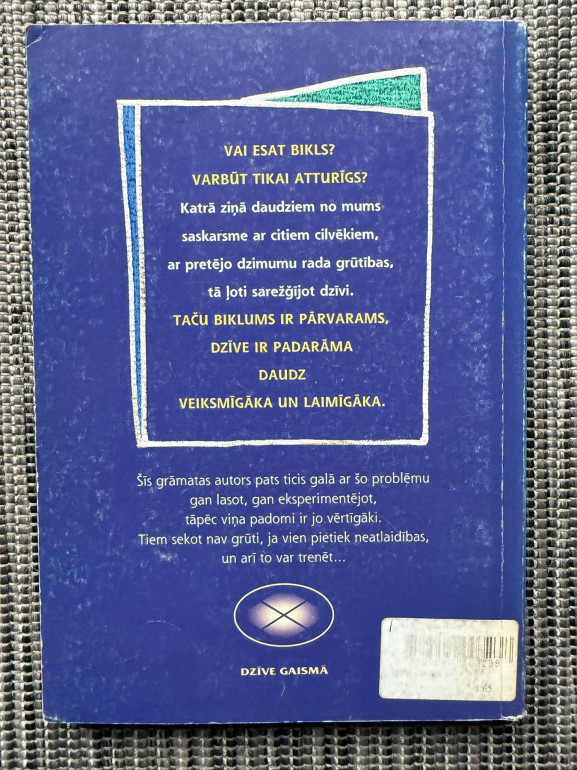 VAI ESAT BIKLS?
VARBŪT TIKAI ATTURĪGS?
Katrā ziņā daudziem no mums
saskarsme ar citiem cilvēkiem,
ar pretējo dzimumu rada grūtības,
tā ļoti sarežģījot dzīvi.
TAČU BIKLUMS IR PĀRVARAMS,
DZĪVE IR PADARĀMA
DAUDZ
VEIKSMĪGĀKA UN LAIMĪGĀKA.
Šīs grāmatas autors pats ticis galā ar šo problēmu
gan lasot, gan eksperimentējot,
tāpēc viņa padomi ir jo vērtīgāki.
Tiem sekot nav grūti, ja vien pietiek neatlaidības,
un arī to var trenēt...
DZĪVE GAISMĀ